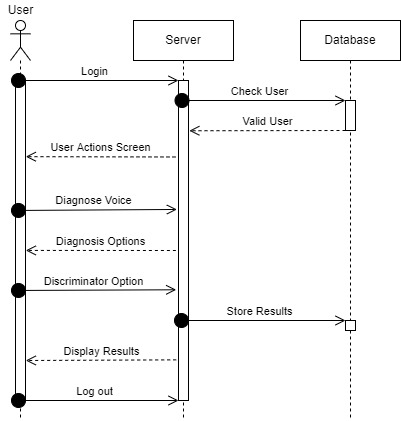 User
Server
Database
Login
Check User
Valid User
User Actions Screen
Diagnose Voice
Diagnosis Options
Discriminator Option
Store Results
Display Results
Log out